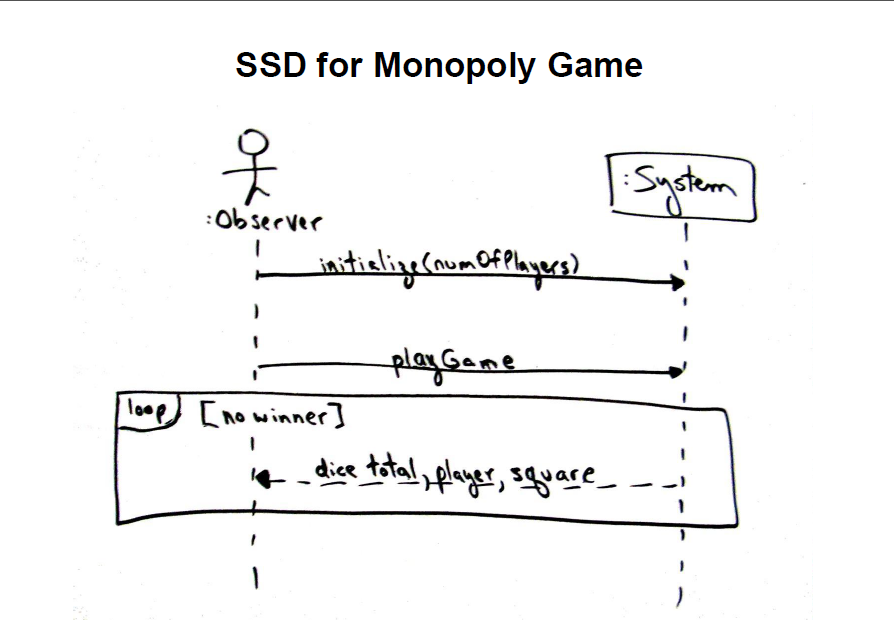 SSD for Monopoly Game
:System
:Observer
initialize(numOfPlayers)
playGame
loop
[no winner]
dice total, player, square